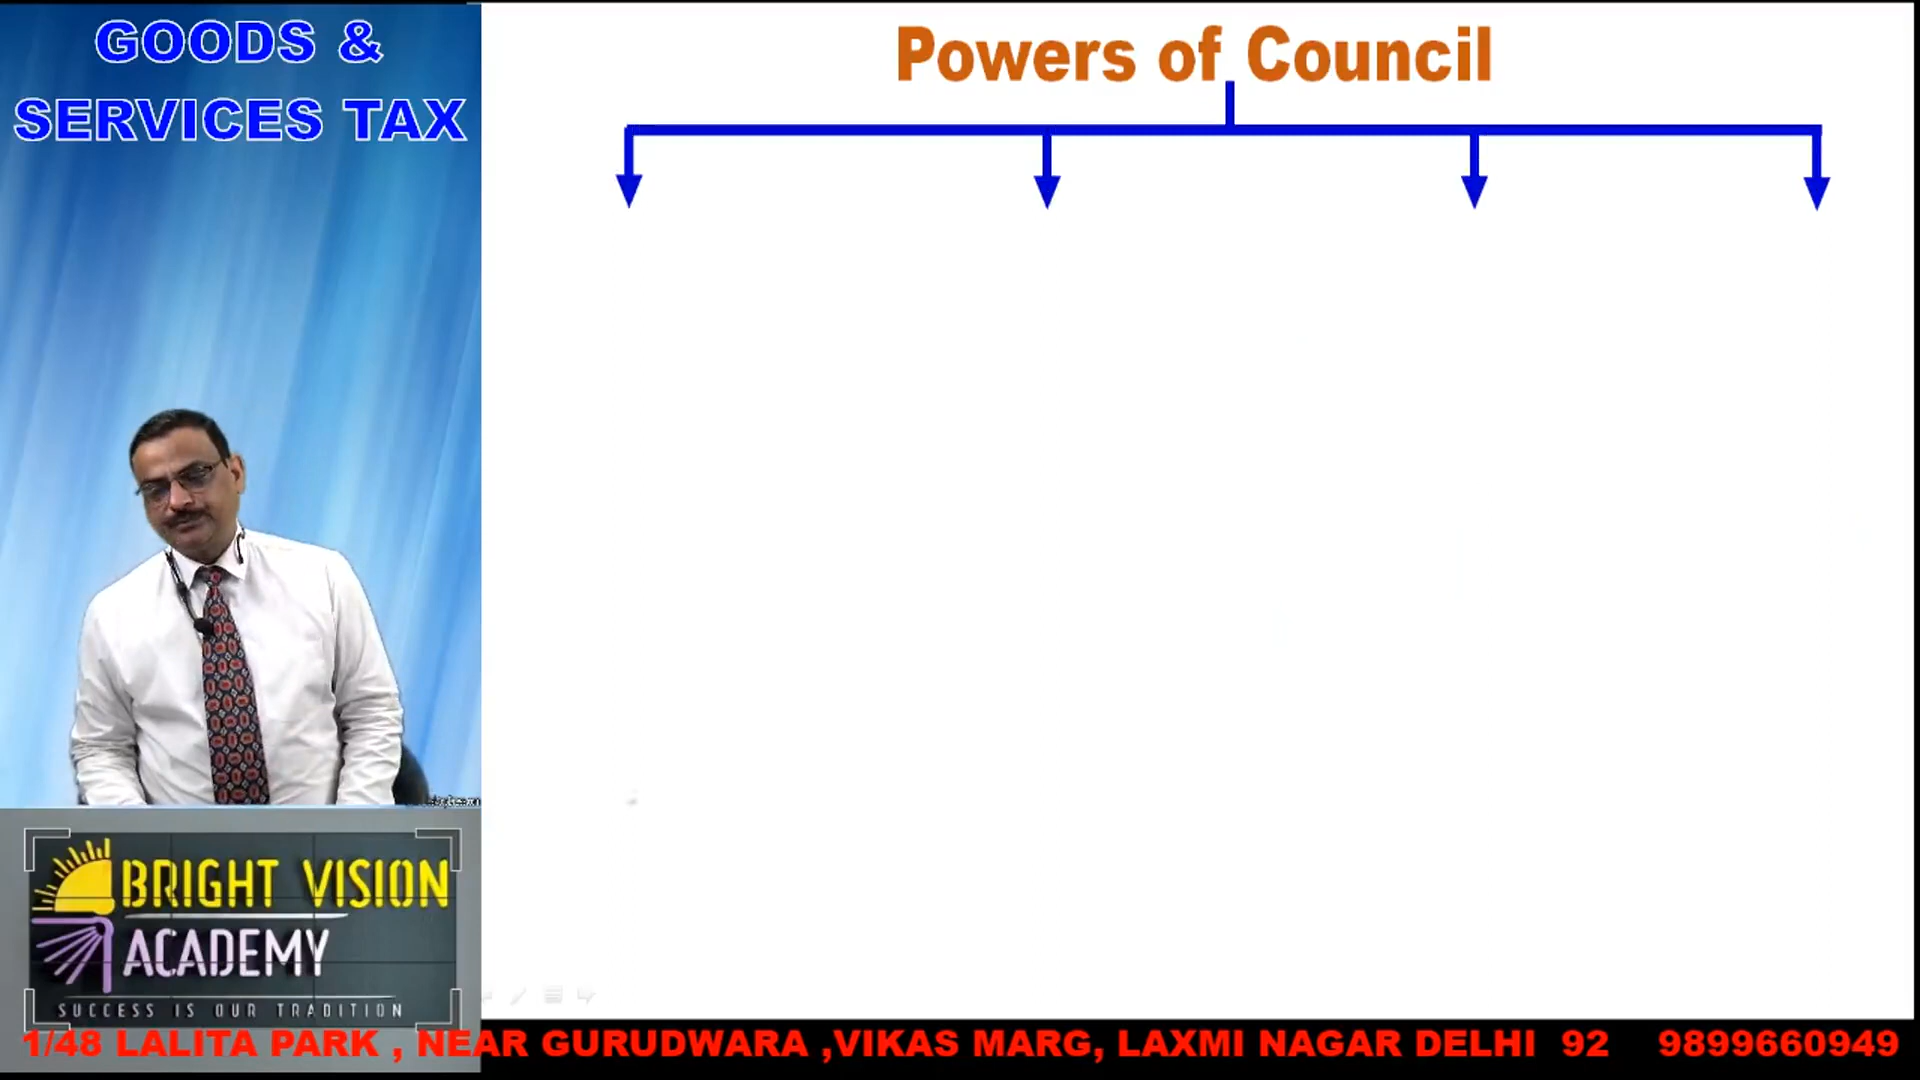 GOODS &
SERVICES TAX
Powers of Council
BRIGHT VISION
ACADEMY
SUCCESS IS OUR TRADITION
1/48 LALITA PARK , NEAR GURUDWARA ,VIKAS MARG, LAXMI NAGAR DELHI 92 9899660949